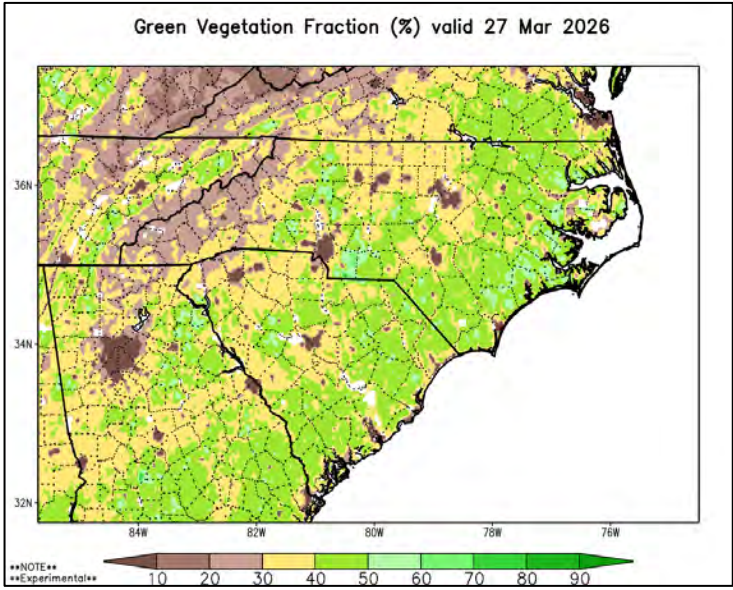 Green Vegetation Fraction (%) valid 27 Mar 2026
36N
34N
32N
84W 82W 80W 78W 76W
**NOTE**
**Experimental**
10 20 30 40 50 60 70 80 90